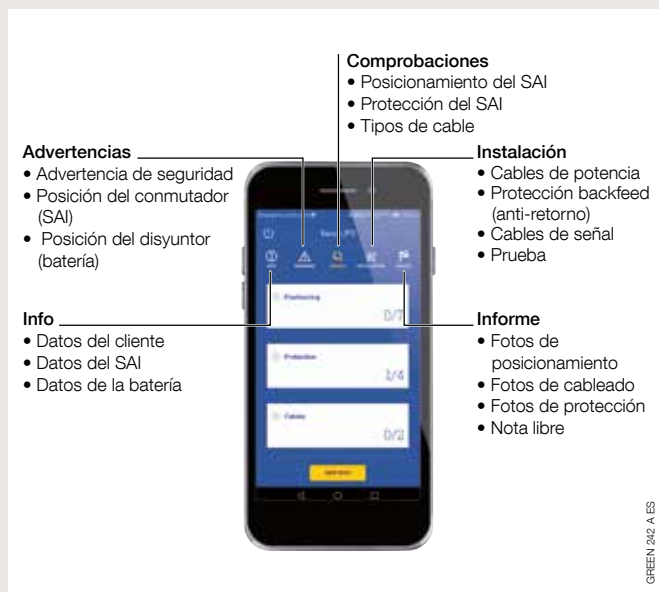 Comprobaciones
• Posicionamiento del SAI
• Protección del SAI
• Tipos de cable
Advertencias
• Advertencia de seguridad
• Posición del conmutador
(SAI)
• Posición del disyuntor
(batería)
Instalación
• Cables de potencia
• Protección backfeed
(anti-retorno)
• Cables de señal
• Prueba
Info
• Datos del cliente
• Datos del SAI
• Datos de la batería
Informe
• Fotos de
posicionamiento
• Fotos de cableado
• Fotos de protección
• Nota libre
Positioning
0/7
Protection
1/4
Cables
0/2
GREEN 242 A ES